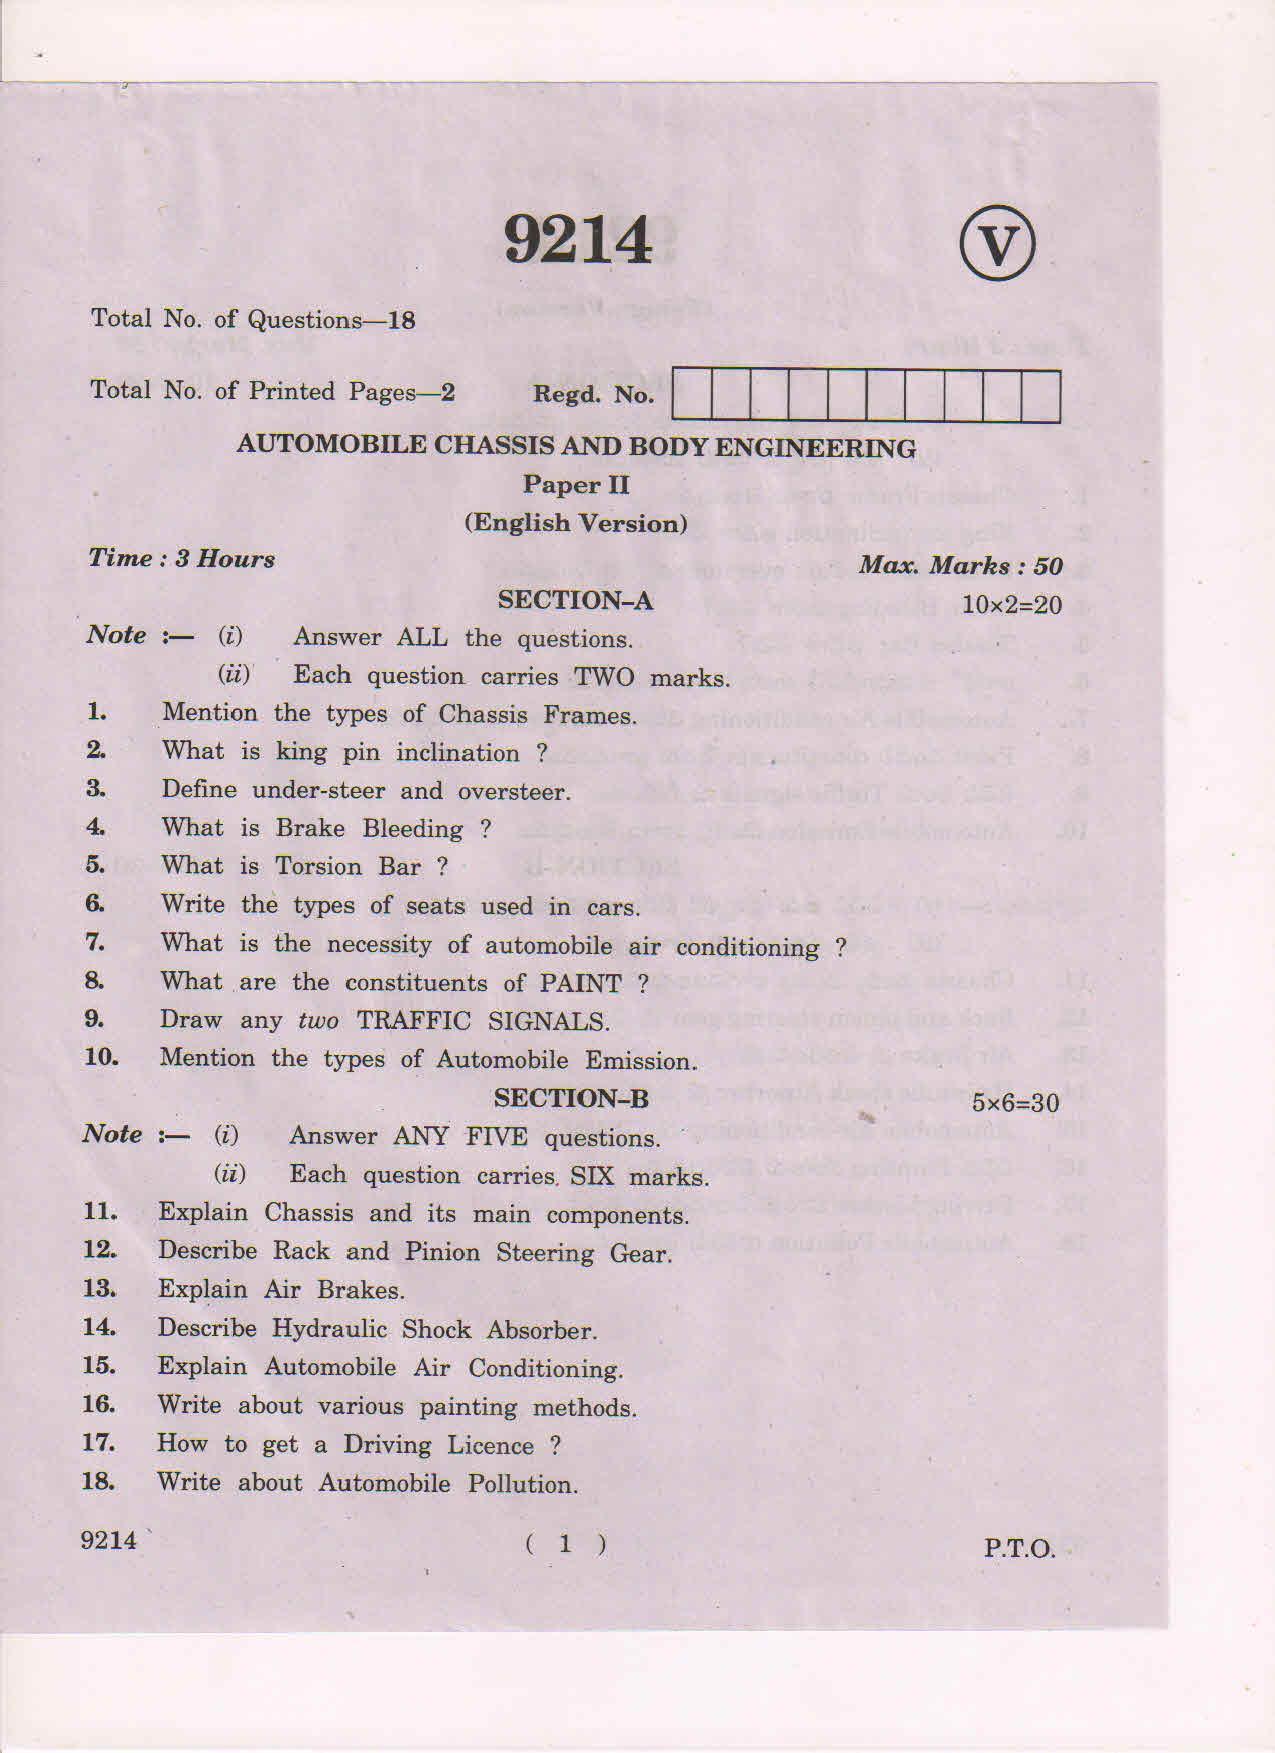 9214
V
Total No. of Questions—18
Total No. of Printed Pages—2 Regd. No.
AUTOMOBILE CHASSIS AND BODY ENGINEERING
Paper II
(English Version)
Time : 3 Hours Max. Marks : 50
SECTION–A 10×2=20
Note :— (i) Answer ALL the questions.
(ii) Each question carries TWO marks.
1. Mention the types of Chassis Frames.
2. What is king pin inclination ?
3. Define under-steer and oversteer.
4. What is Brake Bleeding ?
5. What is Torsion Bar ?
6. Write the types of seats used in cars.
7. What is the necessity of automobile air conditioning ?
8. What are the constituents of PAINT ?
9. Draw any two TRAFFIC SIGNALS.
10. Mention the types of Automobile Emission.
SECTION–B 5×6=30
Note :— (i) Answer ANY FIVE questions.
(ii) Each question carries SIX marks.
11. Explain Chassis and its main components.
12. Describe Rack and Pinion Steering Gear.
13. Explain Air Brakes.
14. Describe Hydraulic Shock Absorber.
15. Explain Automobile Air Conditioning.
16. Write about various painting methods.
17. How to get a Driving Licence ?
18. Write about Automobile Pollution.
9214 ( 1 ) P.T.O.